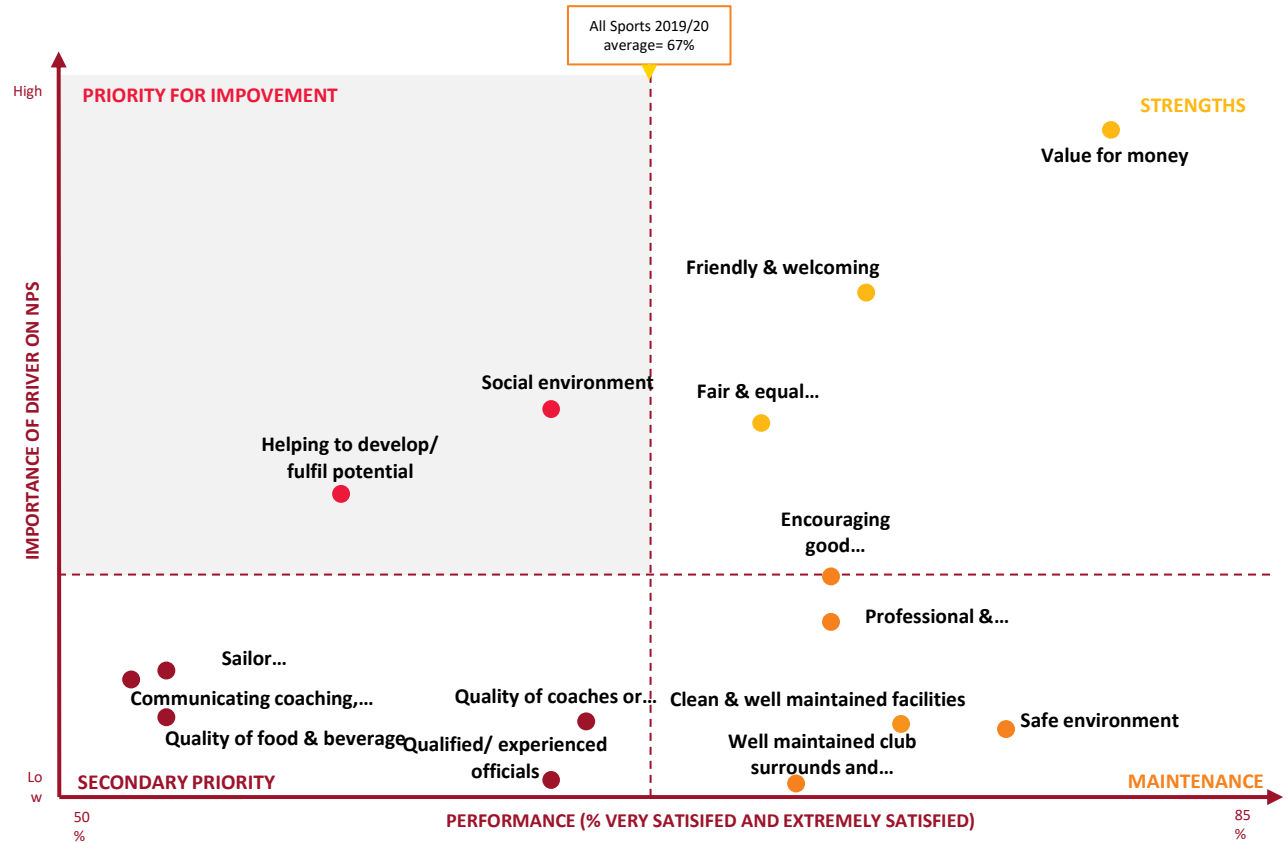 All Sports 2019/20
average= 67%
High
PRIORITY FOR IMPOVEMENT
STRENGTHS
Value for money
Friendly & welcoming
Social environment
Fair & equal…
Helping to develop/
fulfil potential
IMPORTANCE OF DRIVER ON NPS
Encouraging
good…
Professional &…
Sailor…
Communicating coaching,…
Quality of coaches or…
Clean & well maintained facilities
Safe environment
Quality of food & beverage
Qualified/ experienced
officials
Well maintained club
surrounds and…
Lo
w
SECONDARY PRIORITY
MAINTENANCE
50
%
PERFORMANCE (% VERY SATISIFED AND EXTREMELY SATISFIED)
85
%